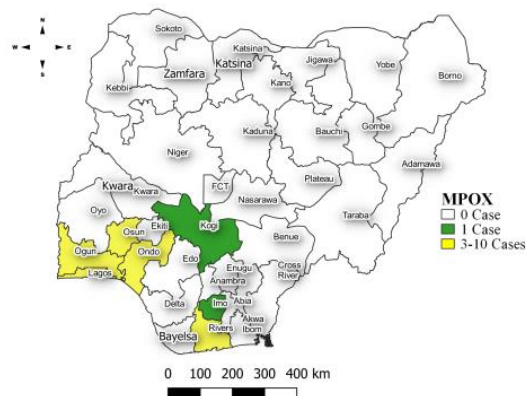 N
W E
S
Sokoto
Katsina
Katsina
Zamfara
Jigawa
Yobe
Borno
Kebbi
Kano
Kaduna
Bauchi
Gombe
Adamawa
Niger
Plateau
FCT
Kwara
Kwara
Nasarawa
Taraba
Oyo
Kogi
Osun
Ekiti
Benue
Ogun
Ondo
Lagos
Edo
Enugu
Cross
River
Anambra
Delta
Imo
Abia
Bayelsa
Rivers
Akwa
Ibom
MPOX
0 Case
1 Case
3-10 Cases
0 100 200 300 400 km